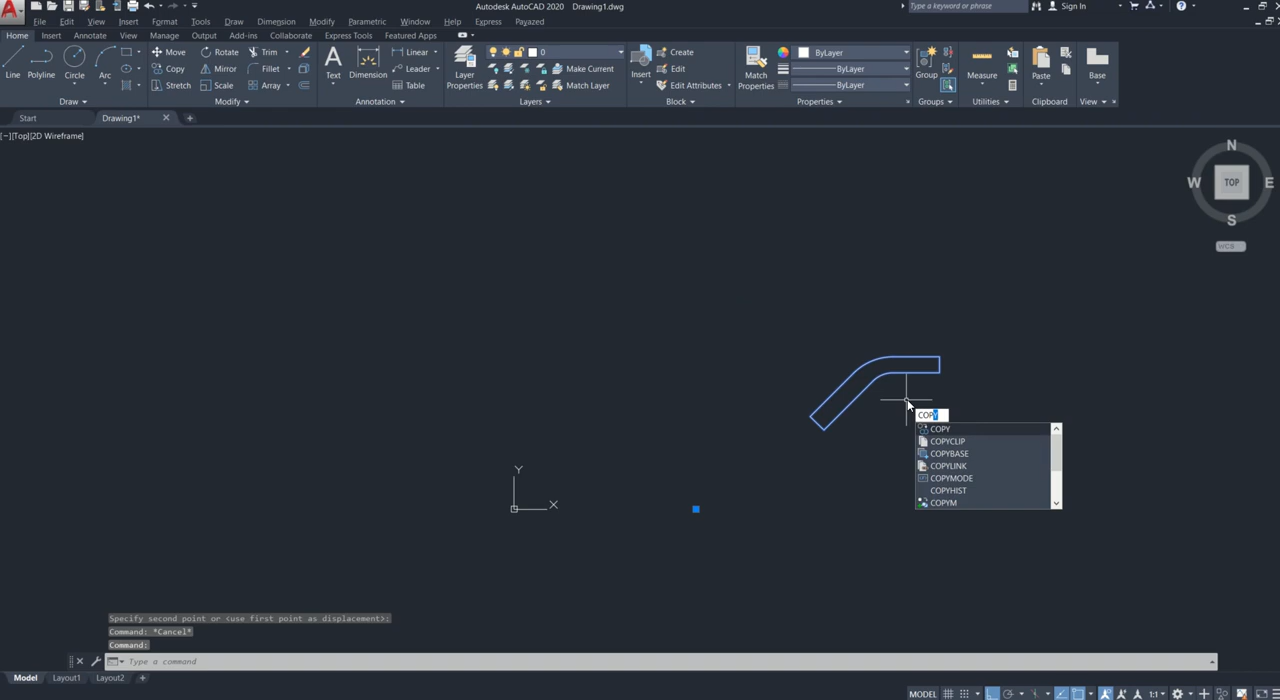 Autodesk AutoCAD 2020 Drawing1.dwg
Type a keyword or phrase
Sign In
File Edit View Insert Format Tools Draw Dimension Modify Parametric Window Help Express Payzed
Home Insert Annotate View Manage Output Add-ins Collaborate Express Tools Featured Apps
Line Polyline Circle Arc
Move Rotate Trim
Copy Mirror Fillet
Stretch Scale Array
Text Dimension
Linear
Leader
Table
Layer Properties
0
Make Current
Match Layer
Insert
Create
Edit
Edit Attributes
Match Properties
ByLayer
ByLayer
ByLayer
Group
Measure
Paste
Base
Draw Modify Annotation Layers Block Properties Groups Utilities Clipboard View
Start Drawing1*
[−][Top][2D Wireframe]
N
W TOP E
S
WCS
COPY
COPY
COPYCLIP
COPYBASE
COPYLINK
COPYMODE
COPYHIST
COPYM
Y
X
Specify second point or <use first point as displacement>:
Command: *Cancel*
Command:
Type a command
Model Layout1 Layout2
MODEL
1:1